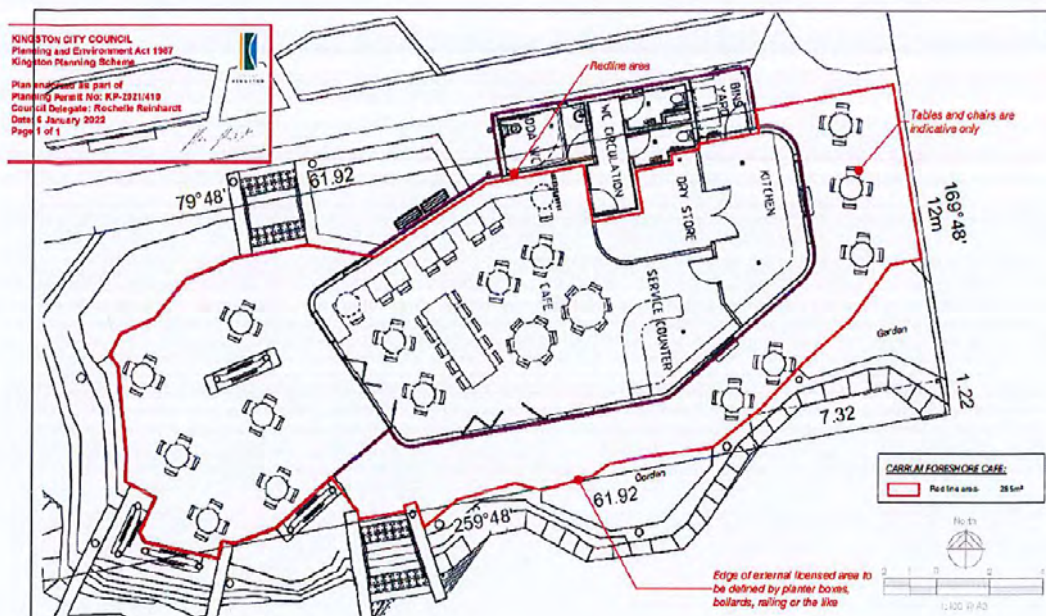 KINGSTON CITY COUNCIL
Planning and Environment Act 1987
Kingston Planning Scheme
Plan endorsed as part of
Planning Permit No: KP-2021/410
Council Delegate: Rochelle Reinhardt
Date: 6 January 2022
Page 1 of 1
KINGSTON
Redline area
Tables and chairs are
indicative only
79°48'
61.92
WC
WC CIRCULATION
BINS
YARD
DRY STORE
KITCHEN
CAFE
SERVICE COUNTER
169°48'
12m
Garden
1.22
7.32
Garden
61.92
259°48'
CARRUM FORESHORE CAFE:
Red line area-
North
Edge of external licensed area to
be defined by planter boxes,
bollards, railing or the like